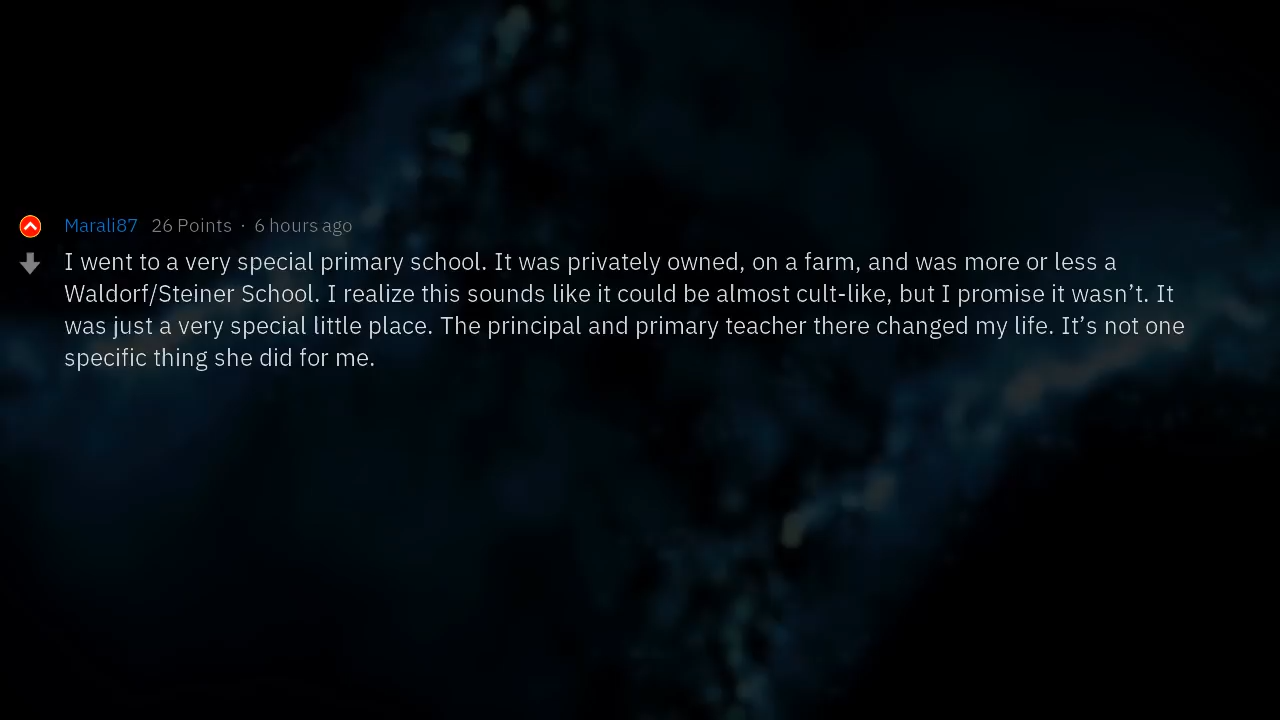 Marali87 26 Points · 6 hours ago
I went to a very special primary school. It was privately owned, on a farm, and was more or less a
Waldorf/Steiner School. I realize this sounds like it could be almost cult-like, but I promise it wasn’t. It
was just a very special little place. The principal and primary teacher there changed my life. It’s not one
specific thing she did for me.